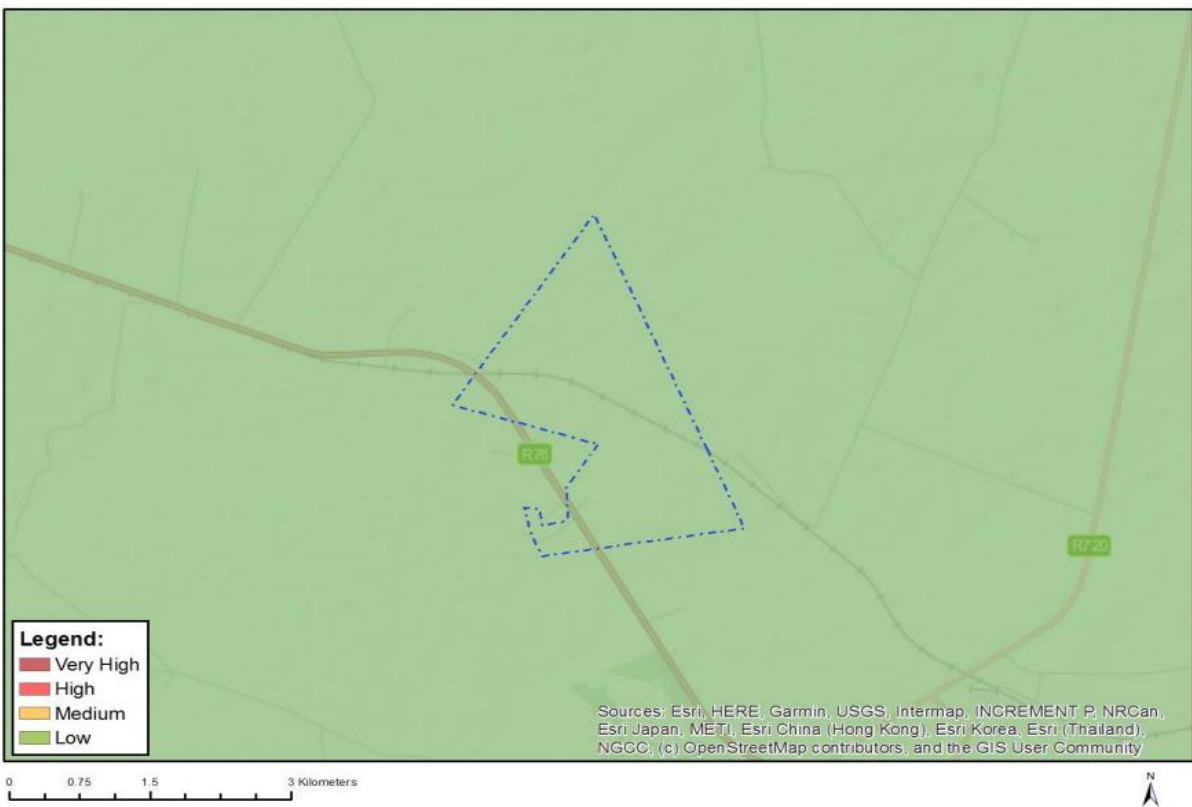 R76
R720
Legend:
Very High
High
Medium
Low
Sources: Esri, HERE, Garmin, USGS, Intermap, INCREMENT P, NRCan,
Esri Japan, METI, Esri China (Hong Kong), Esri Korea, Esri (Thailand),
NGCC, (c) OpenStreetMap contributors, and the GIS User Community
0 0.75 1.5 3 Kilometers
N